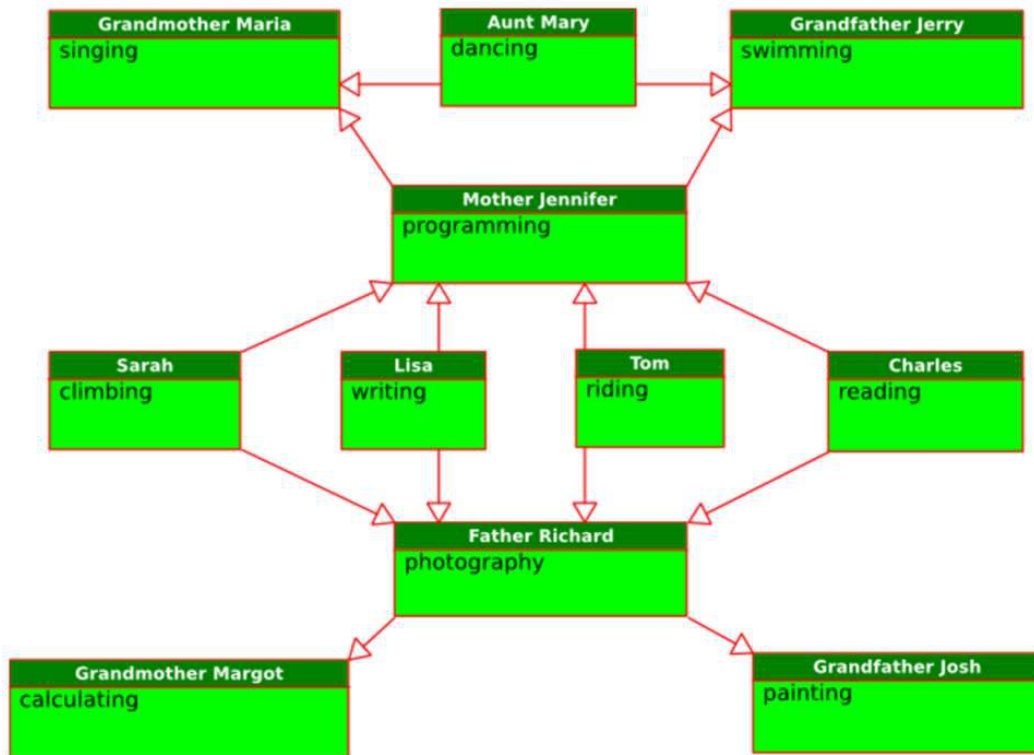 Grandmother Maria
singing
Aunt Mary
dancing
Grandfather Jerry
swimming
Mother Jennifer
programming
Sarah
climbing
Lisa
writing
Tom
riding
Charles
reading
Father Richard
photography
Grandmother Margot
calculating
Grandfather Josh
painting